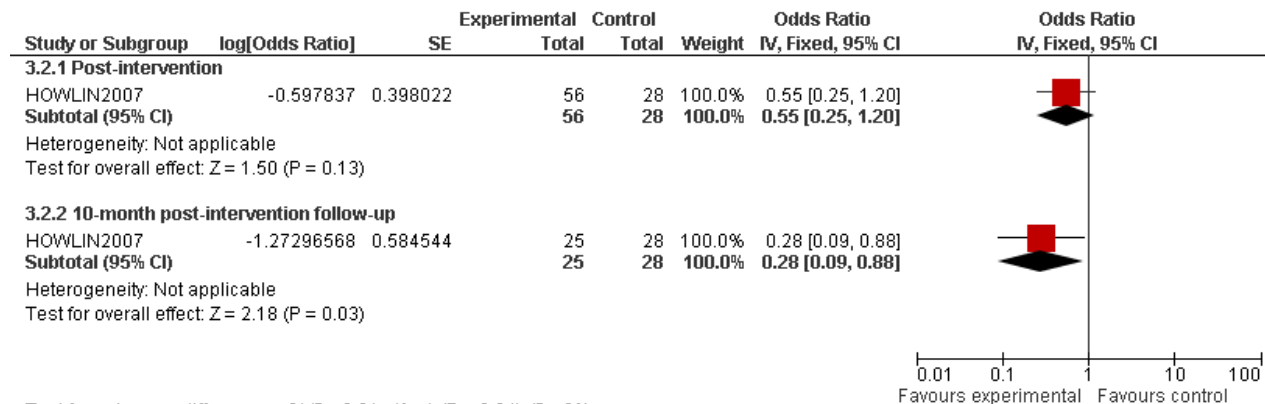 Experimental Control Odds Ratio Odds Ratio
Study or Subgroup log[Odds Ratio] SE Total Total Weight IV, Fixed, 95% CI IV, Fixed, 95% CI
3.2.1 Post-intervention
HOWLIN2007 -0.597837 0.398022 56 28 100.0% 0.55 [0.25, 1.20]
Subtotal (95% CI) 56 28 100.0% 0.55 [0.25, 1.20]
Heterogeneity: Not applicable
Test for overall effect: Z = 1.50 (P = 0.13)
3.2.2 10-month post-intervention follow-up
HOWLIN2007 -1.27296568 0.584544 25 28 100.0% 0.28 [0.09, 0.88]
Subtotal (95% CI) 25 28 100.0% 0.28 [0.09, 0.88]
Heterogeneity: Not applicable
Test for overall effect: Z = 2.18 (P = 0.03)
0.01 0.1 1 10 100
Favours experimental Favours control